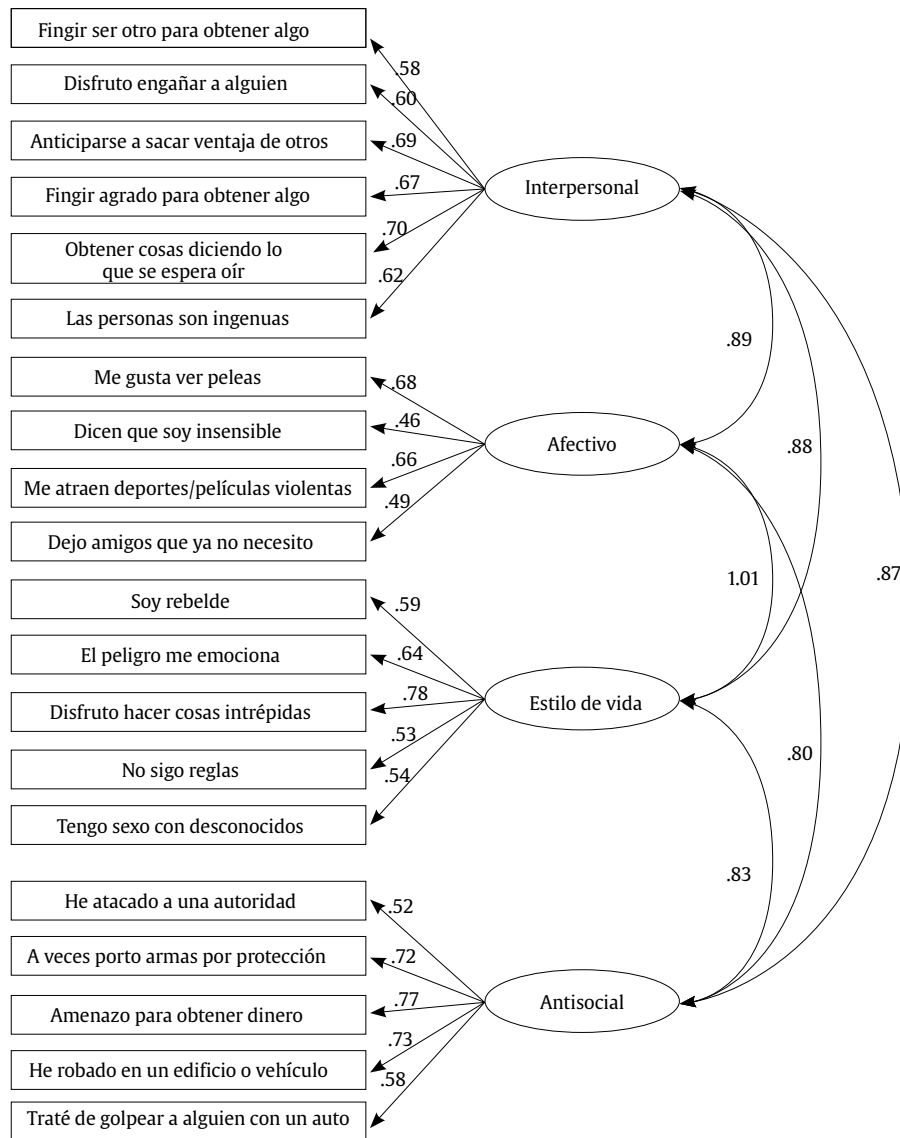 Fingir ser otro para obtener algo
.58
Disfruto engañar a alguien
.60
Anticiparse a sacar ventaja de otros
.69
Fingir agrado para obtener algo
.67
Interpersonal
Obtener cosas diciendo lo
que se espera oír
.70
Las personas son ingenuas
.62
.89
Me gusta ver peleas
.68
Dicen que soy insensible
.46
Afectivo
.88
Me atraen deportes/películas violentas
.66
Dejo amigos que ya no necesito
.49
1.01
.87
Soy rebelde
.59
El peligro me emociona
.64
Disfruto hacer cosas intrépidas
.78
Estilo de vida
No sigo reglas
.53
.80
Tengo sexo con desconocidos
.54
.83
He atacado a una autoridad
.52
A veces porto armas por protección
.72
Amenazo para obtener dinero
.77
Antisocial
He robado en un edificio o vehículo
.73
Traté de golpear a alguien con un auto
.58